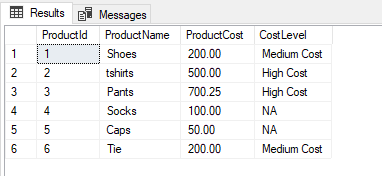 Results Messages
ProductId ProductName ProductCost CostLevel
1 1 Shoes 200.00 Medium Cost
2 2 tshirts 500.00 High Cost
3 3 Pants 700.25 High Cost
4 4 Socks 100.00 NA
5 5 Caps 50.00 NA
6 6 Tie 200.00 Medium Cost